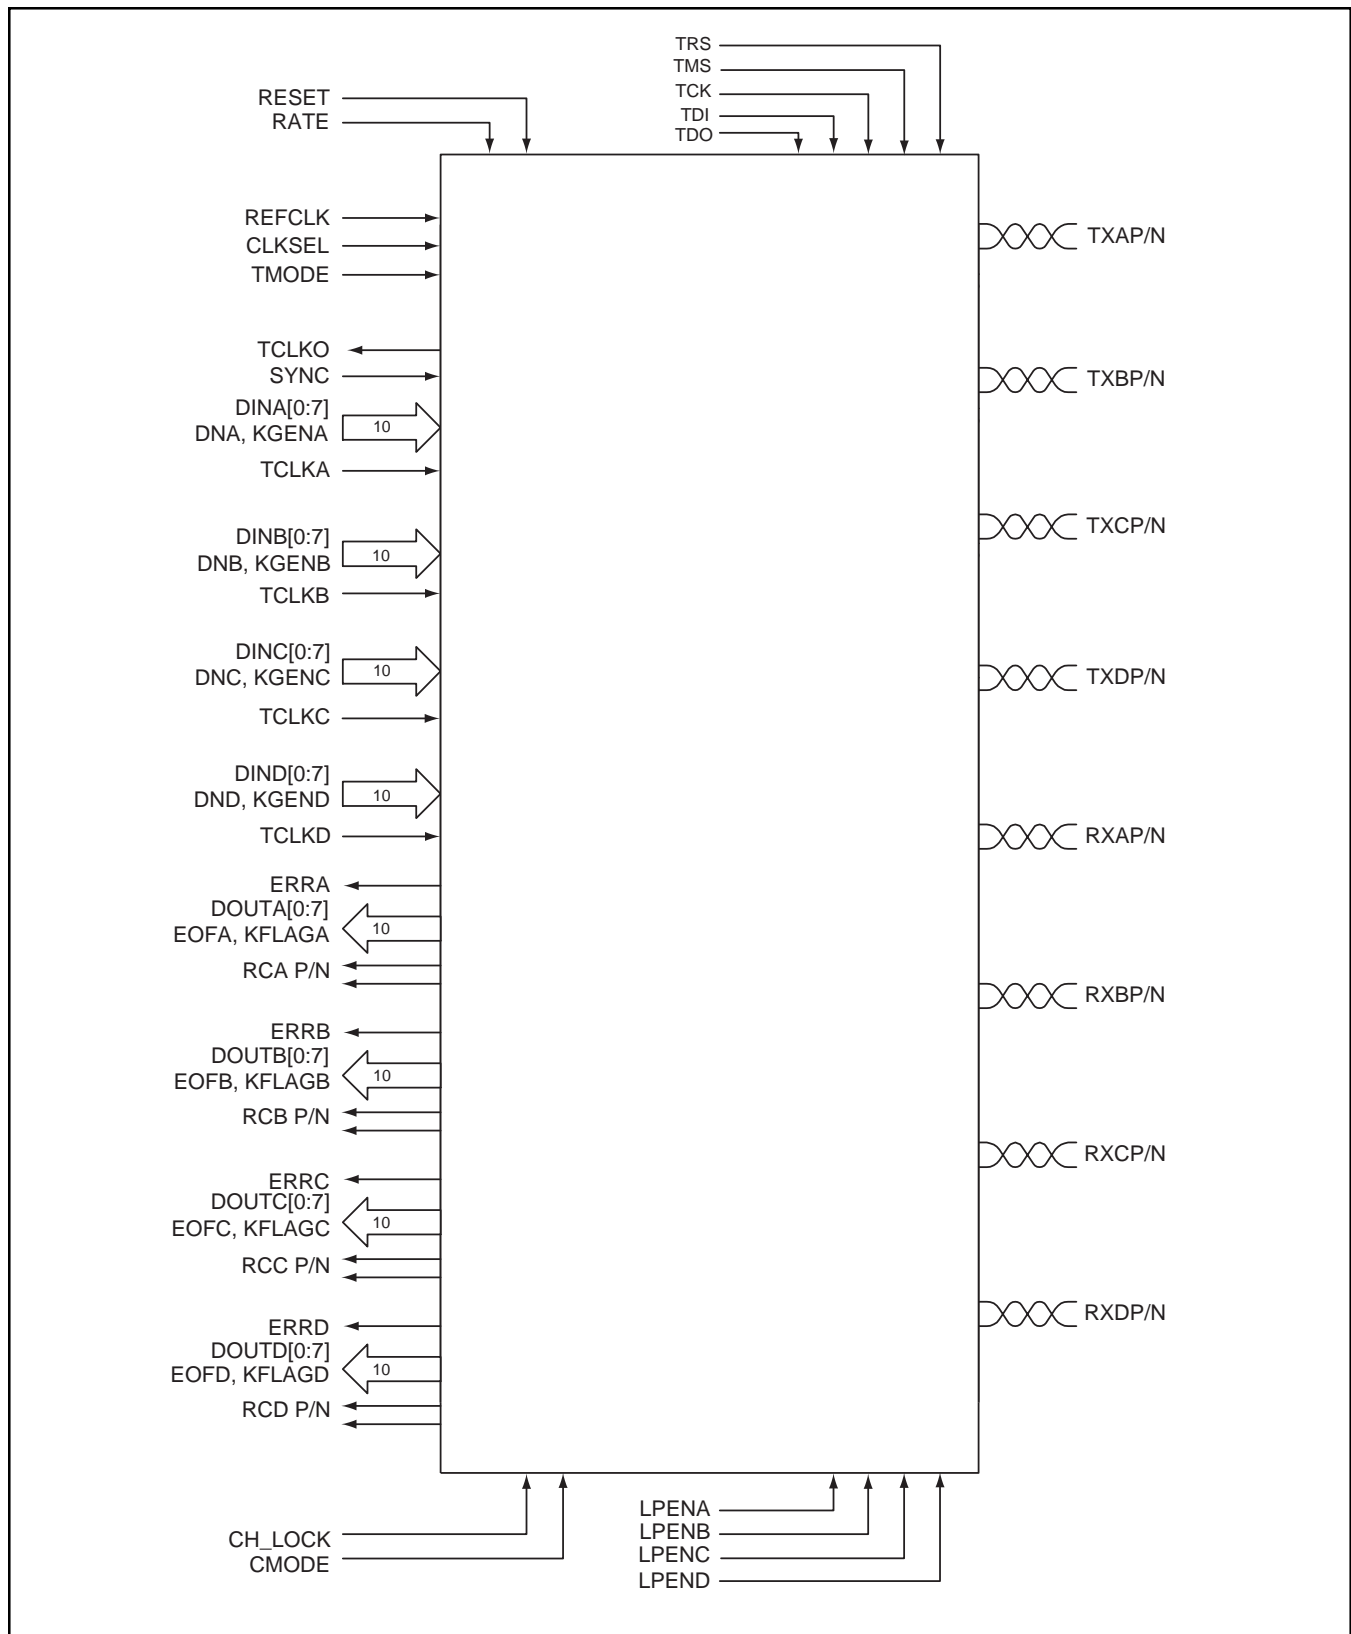 TRS
TMS
TCK
TDI
TDO
RESET
RATE
REFCLK
CLKSEL
TMODE
TCLKO
SYNC
DINA[0:7]
DNA, KGENA
10
TCLKA
DINB[0:7]
DNB, KGENB
10
TCLKB
DINC[0:7]
DNC, KGENC
10
TCLKC
DIND[0:7]
DND, KGEND
10
TCLKD
ERRA
DOUTA[0:7]
EOFA, KFLAGA
10
RCA P/N
ERRB
DOUTB[0:7]
EOFB, KFLAGB
10
RCB P/N
ERRC
DOUTC[0:7]
EOFC, KFLAGC
10
RCC P/N
ERRD
DOUTD[0:7]
EOFD, KFLAGD
10
RCD P/N
CH_LOCK
CMODE
LPENA
LPENB
LPENC
LPEND
TXAP/N
TXBP/N
TXCP/N
TXDP/N
RXAP/N
RXBP/N
RXCP/N
RXDP/N